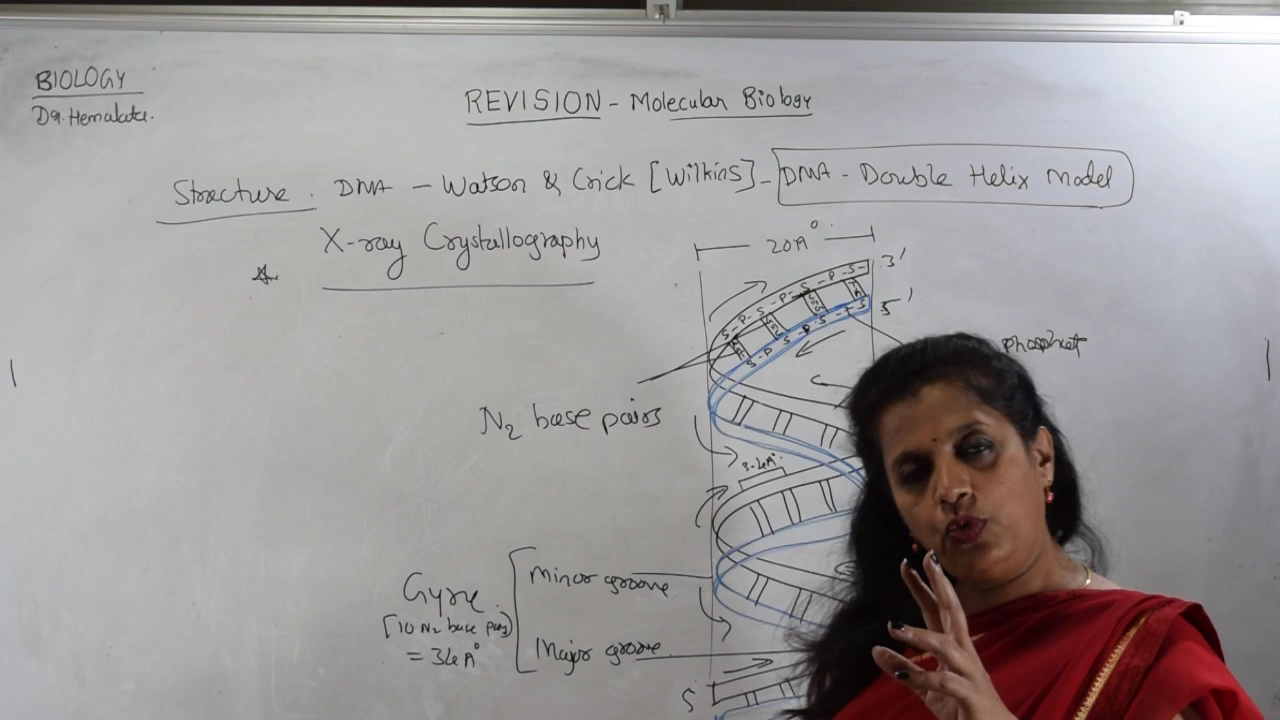 BIOLOGY
Dr. Hemalata.
REVISION - Molecular Biology
Structure. DNA - Watson & Crick [Wilkins] - DNA - Double Helix Model
X-ray Crystallography
20A°
3'
5'
S-P-S-P-S-P-S-
S-P-S-P-S-P-S
phosphat
N2 base pairs
3.4A°
Minor groove
Gyre
[10 N2 base pairs]
= 34A°
Major groove
5